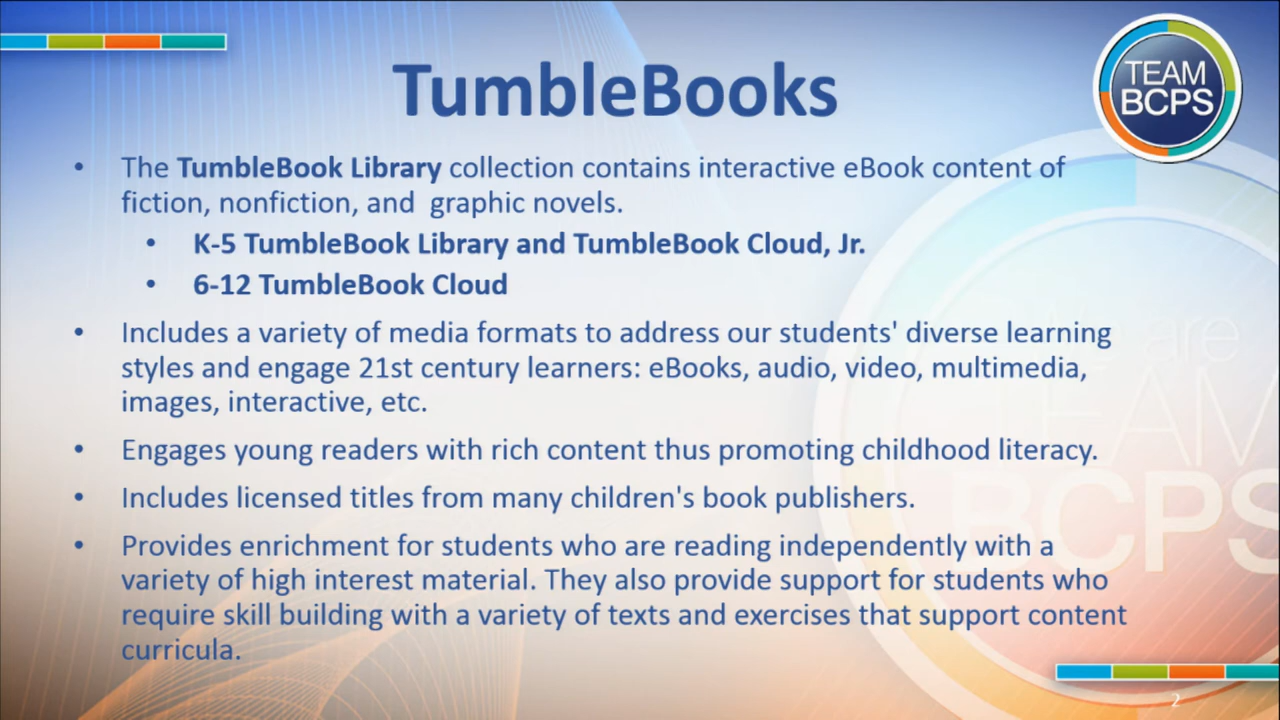 TumbleBooks
TEAM
BCPS
• The TumbleBook Library collection contains interactive eBook content of
fiction, nonfiction, and graphic novels.
• K-5 TumbleBook Library and TumbleBook Cloud, Jr.
• 6-12 TumbleBook Cloud
• Includes a variety of media formats to address our students' diverse learning
styles and engage 21st century learners: eBooks, audio, video, multimedia,
images, interactive, etc.
• Engages young readers with rich content thus promoting childhood literacy.
• Includes licensed titles from many children's book publishers.
• Provides enrichment for students who are reading independently with a
variety of high interest material. They also provide support for students who
require skill building with a variety of texts and exercises that support content
curricula.
are
TEAM
BCPS
2